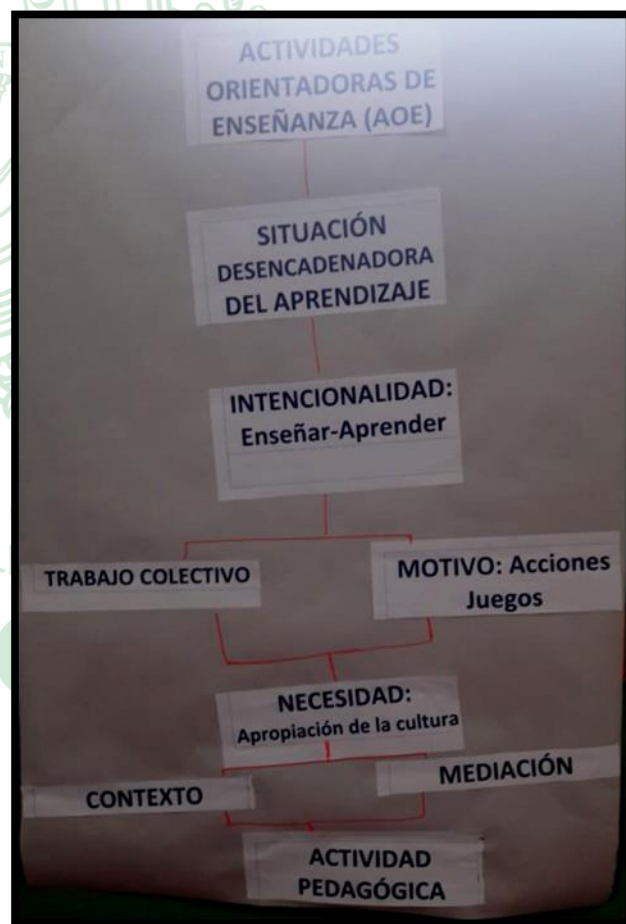 ACTIVIDADES
ORIENTADORAS DE
ENSEÑANZA (AOE)
SITUACIÓN
DESENCADENADORA
DEL APRENDIZAJE
INTENCIONALIDAD:
Enseñar-Aprender
TRABAJO COLECTIVO
MOTIVO: Acciones
Juegos
NECESIDAD:
Apropiación de la cultura
CONTEXTO
MEDIACIÓN
ACTIVIDAD
PEDAGÓGICA